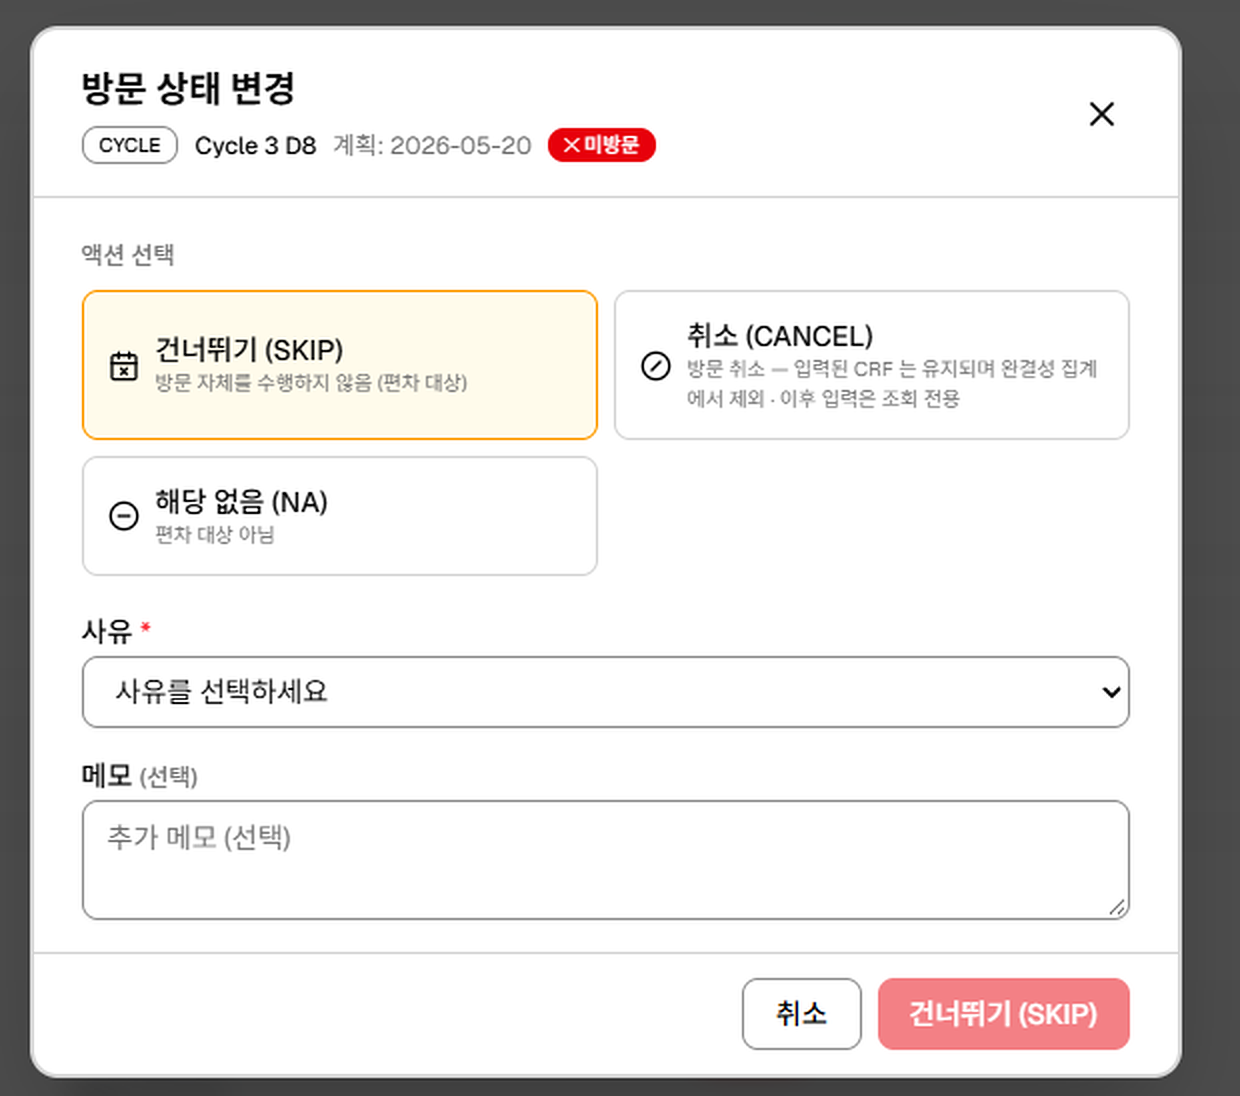 방문 상태 변경
CYCLE Cycle 3 D8 계획: 2026-05-20 미방문
액션 선택
건너뛰기 (SKIP)
방문 자체를 수행하지 않음 (편차 대상)
취소 (CANCEL)
방문 취소 — 입력된 CRF 는 유지되며 완결성 집계
에서 제외 · 이후 입력은 조회 전용
해당 없음 (NA)
편차 대상 아님
사유 *
사유를 선택하세요
메모 (선택)
추가 메모 (선택)
취소 건너뛰기 (SKIP)